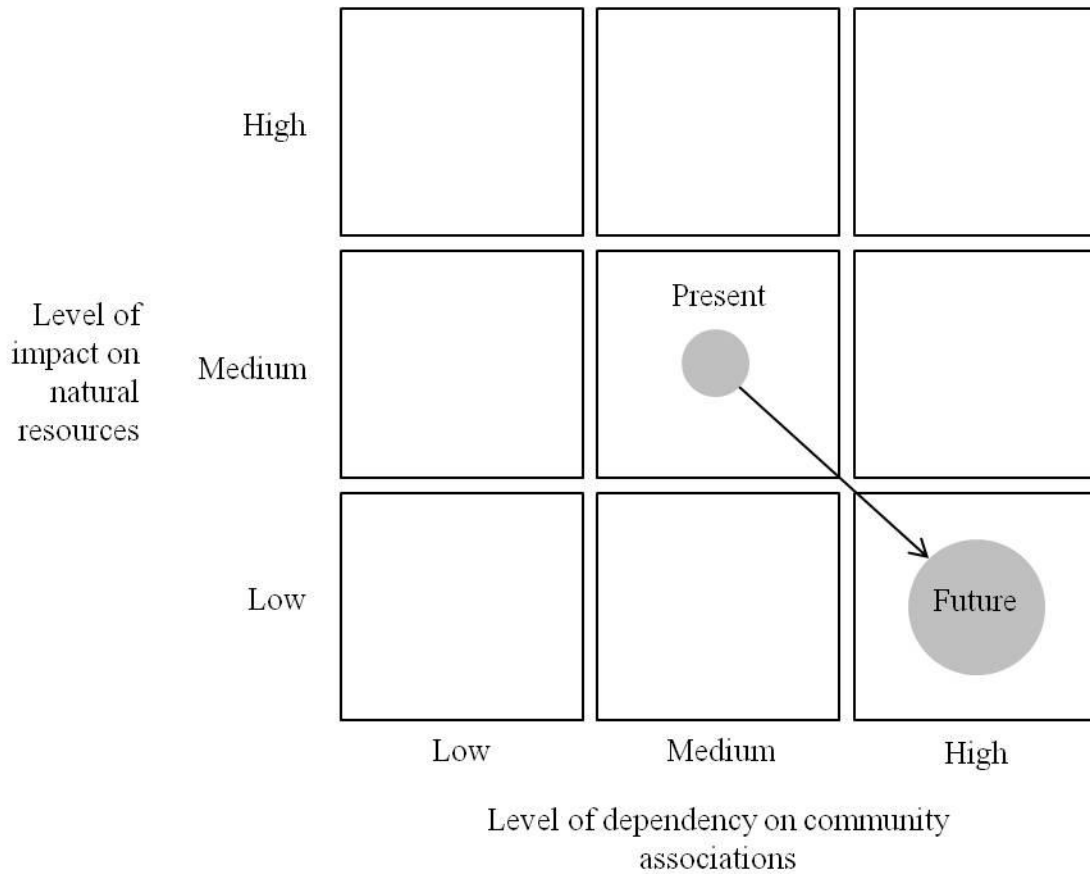 High
Present
Level of
impact on
natural
resources
Medium
Low
Future
Low
Medium
High
Level of dependency on community
associations